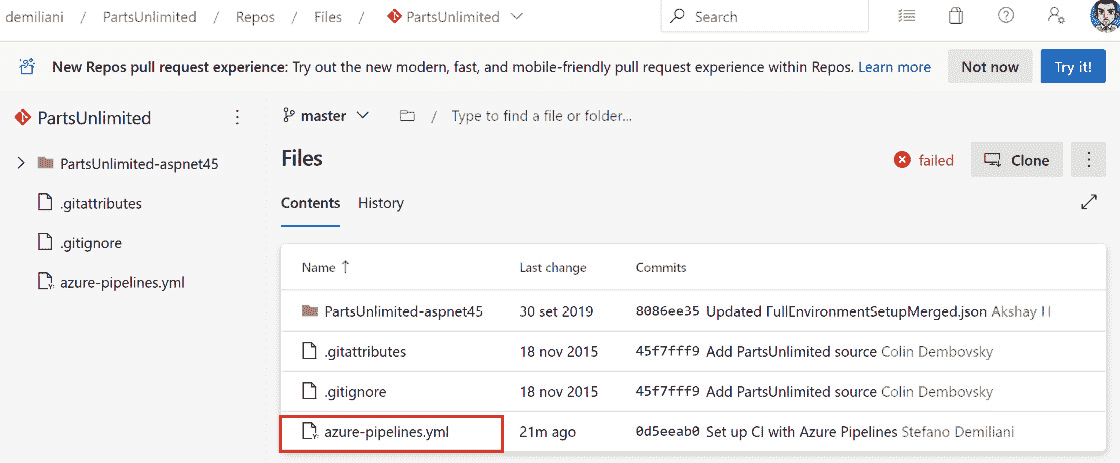 demiliani / PartsUnlimited / Repos / Files / PartsUnlimited
Search
New Repos pull request experience: Try out the new modern, fast, and mobile-friendly pull request experience within Repos. Learn more
Not now
Try it!
PartsUnlimited
PartsUnlimited-aspnet45
.gitattributes
.gitignore
azure-pipelines.yml
master / Type to find a file or folder...
Files
failed
Clone
Contents History
Name ↑ Last change Commits
PartsUnlimited-aspnet45 30 set 2019 8086ee35 Updated FullEnvironmentSetupMerged.json Akshay H
.gitattributes 18 nov 2015 45f7fff9 Add PartsUnlimited source Colin Dembovsky
.gitignore 18 nov 2015 45f7fff9 Add PartsUnlimited source Colin Dembovsky
azure-pipelines.yml 21m ago 0d5eeab0 Set up CI with Azure Pipelines Stefano Demiliani